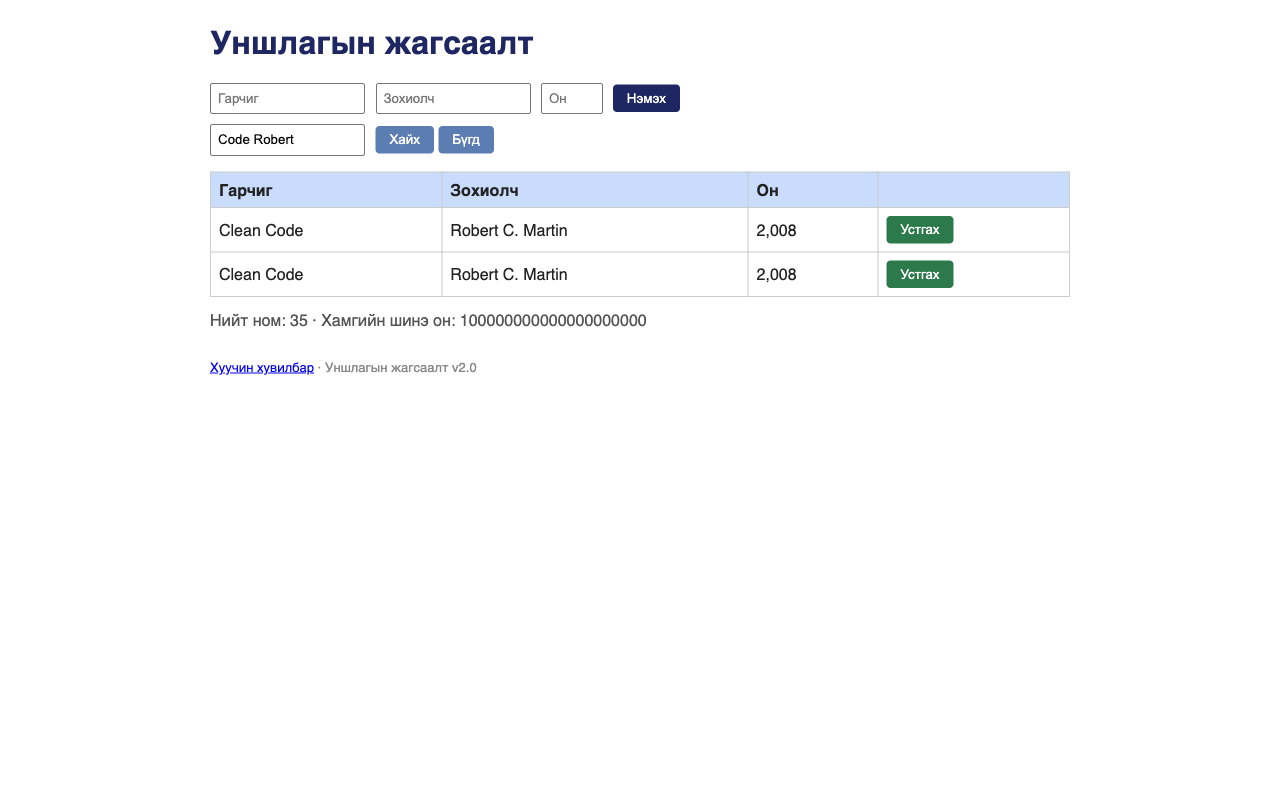 Уншлагын жагсаалт
Гарчиг Зохиолч Он Нэмэх
Code Robert Хайх Бүгд
Гарчиг Зохиолч Он
Clean Code Robert C. Martin 2,008 Устгах
Clean Code Robert C. Martin 2,008 Устгах
Нийт ном: 35 · Хамгийн шинэ он: 100000000000000000000
Хуучин хувилбар · Уншлагын жагсаалт v2.0